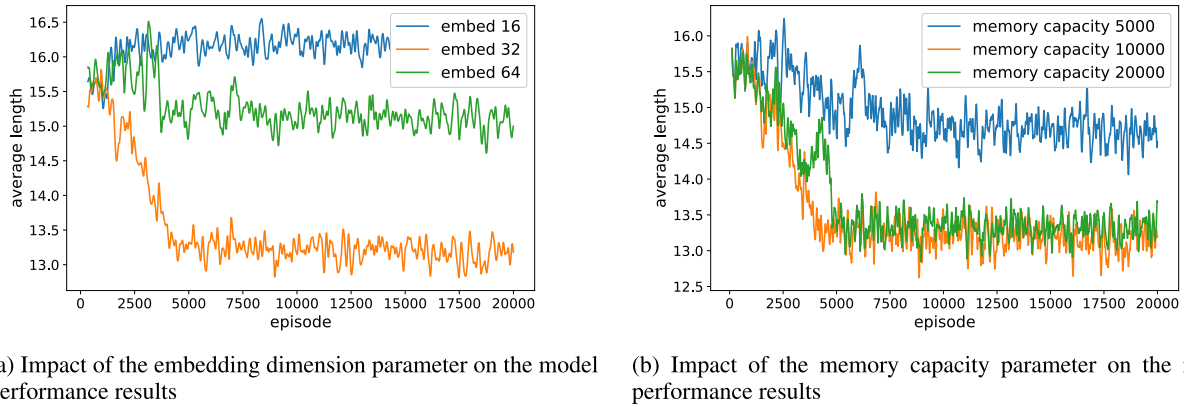 embed 16
embed 32
embed 64
16.5
16.0
15.5
15.0
14.5
14.0
13.5
13.0
average length
0
2500
5000
7500
10000
12500
15000
17500
20000
episode
memory capacity 5000
memory capacity 10000
memory capacity 20000
16.0
15.5
15.0
14.5
14.0
13.5
13.0
12.5
average length
0
2500
5000
7500
10000
12500
15000
17500
20000
episode
a) Impact of the embedding dimension parameter on the model
erformance results
(b) Impact of the memory capacity parameter on the
performance results